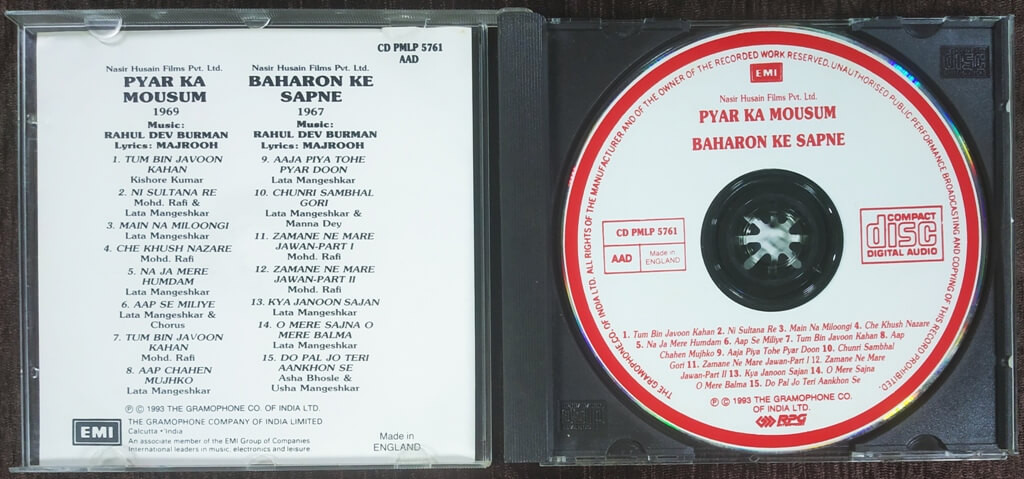 CD PMLP 5761
AAD
Nasir Husain Films Pvt. Ltd.
PYAR KA
MOUSUM
1969
Music:
RAHUL DEV BURMAN
Lyrics: MAJROOH
1. TUM BIN JAVOON
KAHAN
Kishore Kumar
2. NI SULTANA RE
Mohd. Rafi &
Lata Mangeshkar
3. MAIN NA MILOONGI
Lata Mangeshkar
4. CHE KHUSH NAZARE
Mohd. Rafi
5. NA JA MERE
HUMDAM
Lata Mangeshkar
6. AAP SE MILIYE
Lata Mangeshkar &
Chorus
7. TUM BIN JAVOON
KAHAN
Mohd. Rafi
8. AAP CHAHEN
MUJHKO
Lata Mangeshkar
Nasir Husain Films Pvt. Ltd.
BAHARON KE
SAPNE
1967
Music:
RAHUL DEV BURMAN
Lyrics: MAJROOH
9. AAJA PIYA TOHE
PYAR DOON
Lata Mangeshkar
10. CHUNRI SAMBHAL
GORI
Lata Mangeshkar &
Manna Dey
11. ZAMANE NE MARE
JAWAN-PART I
Mohd. Rafi
12. ZAMANE NE MARE
JAWAN-PART II
Mohd. Rafi
13. KYA JANOON SAJAN
Lata Mangeshkar
14. O MERE SAJNA O
MERE BALMA
Lata Mangeshkar
15. DO PAL JO TERI
AANKHON SE
Asha Bhosle &
Usha Mangeshkar
℗ © 1993 THE GRAMOPHONE CO. OF INDIA LTD.
EMI
THE GRAMOPHONE COMPANY OF INDIA LIMITED
Calcutta • India
An associate member of the EMI Group of Companies
International leaders in music, electronics and leisure.
Made in
ENGLAND
THE GRAMOPHONE CO. OF INDIA LTD. ALL RIGHTS OF THE MANUFACTURER AND OF THE OWNER OF THE RECORDED WORK RESERVED. UNAUTHORISED PUBLIC PERFORMANCE BROADCASTING AND COPYING OF THIS RECORD PROHIBITED.
EMI
Nasir Husain Films Pvt. Ltd.
PYAR KA MOUSUM
BAHARON KE SAPNE
CD PMLP 5761
AAD
Made in
ENGLAND
COMPACT
disc
DIGITAL AUDIO
1. Tum Bin Javoon Kahan 2. Ni Sultana Re 3. Main Na Miloongi 4. Che Khush Nazare
5. Na Ja Mere Humdam 6. Aap Se Miliye 7. Tum Bin Javoon Kahan 8. Aap
Chahen Mujhko 9. Aaja Piya Tohe Pyar Doon 10. Chunri Sambhal
Gori 11. Zamane Ne Mare Jawan-Part I 12. Zamane Ne Mare
Jawan-Part II 13. Kya Janoon Sajan 14. O Mere Sajna
O Mere Balma 15. Do Pal Jo Teri Aankhon Se
℗ © 1993 THE GRAMOPHONE CO.
OF INDIA LTD.
RPG